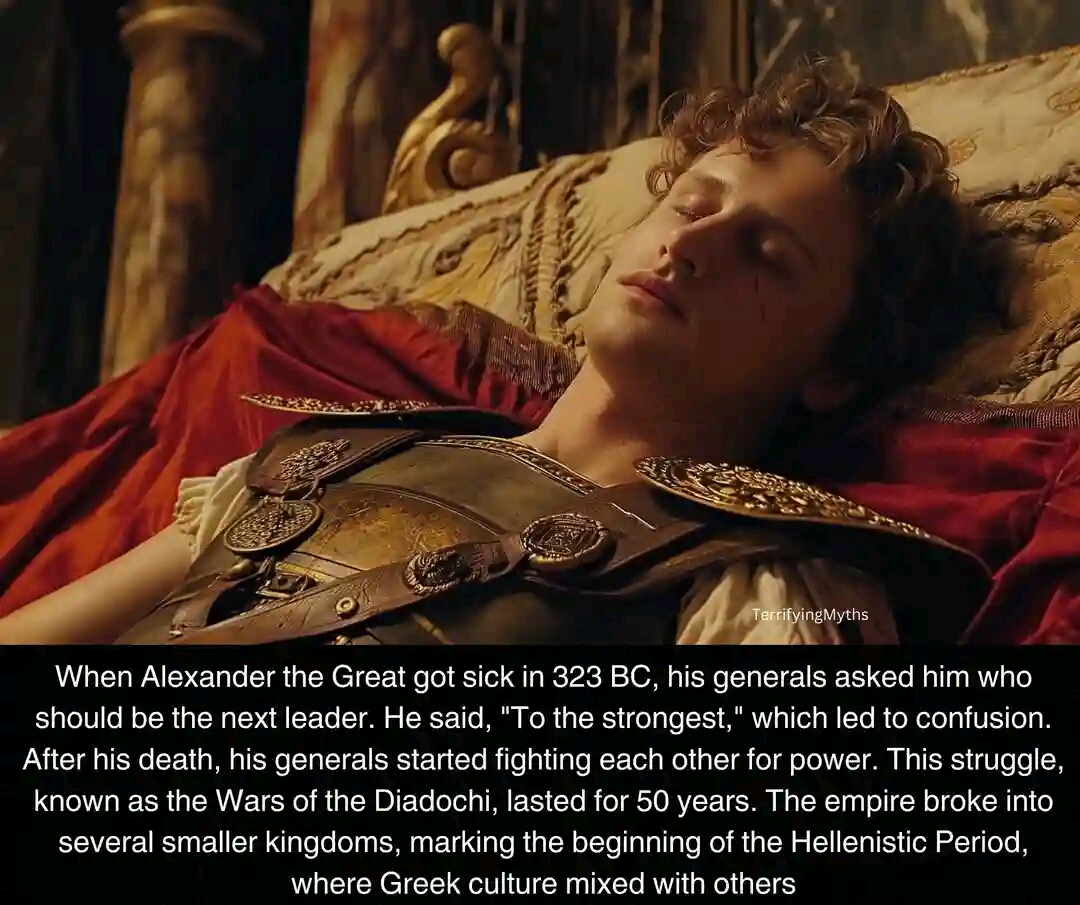 TerrifyingMyths
When Alexander the Great got sick in 323 BC, his generals asked him who
should be the next leader. He said, "To the strongest," which led to confusion.
After his death, his generals started fighting each other for power. This struggle,
known as the Wars of the Diadochi, lasted for 50 years. The empire broke into
several smaller kingdoms, marking the beginning of the Hellenistic Period,
where Greek culture mixed with others